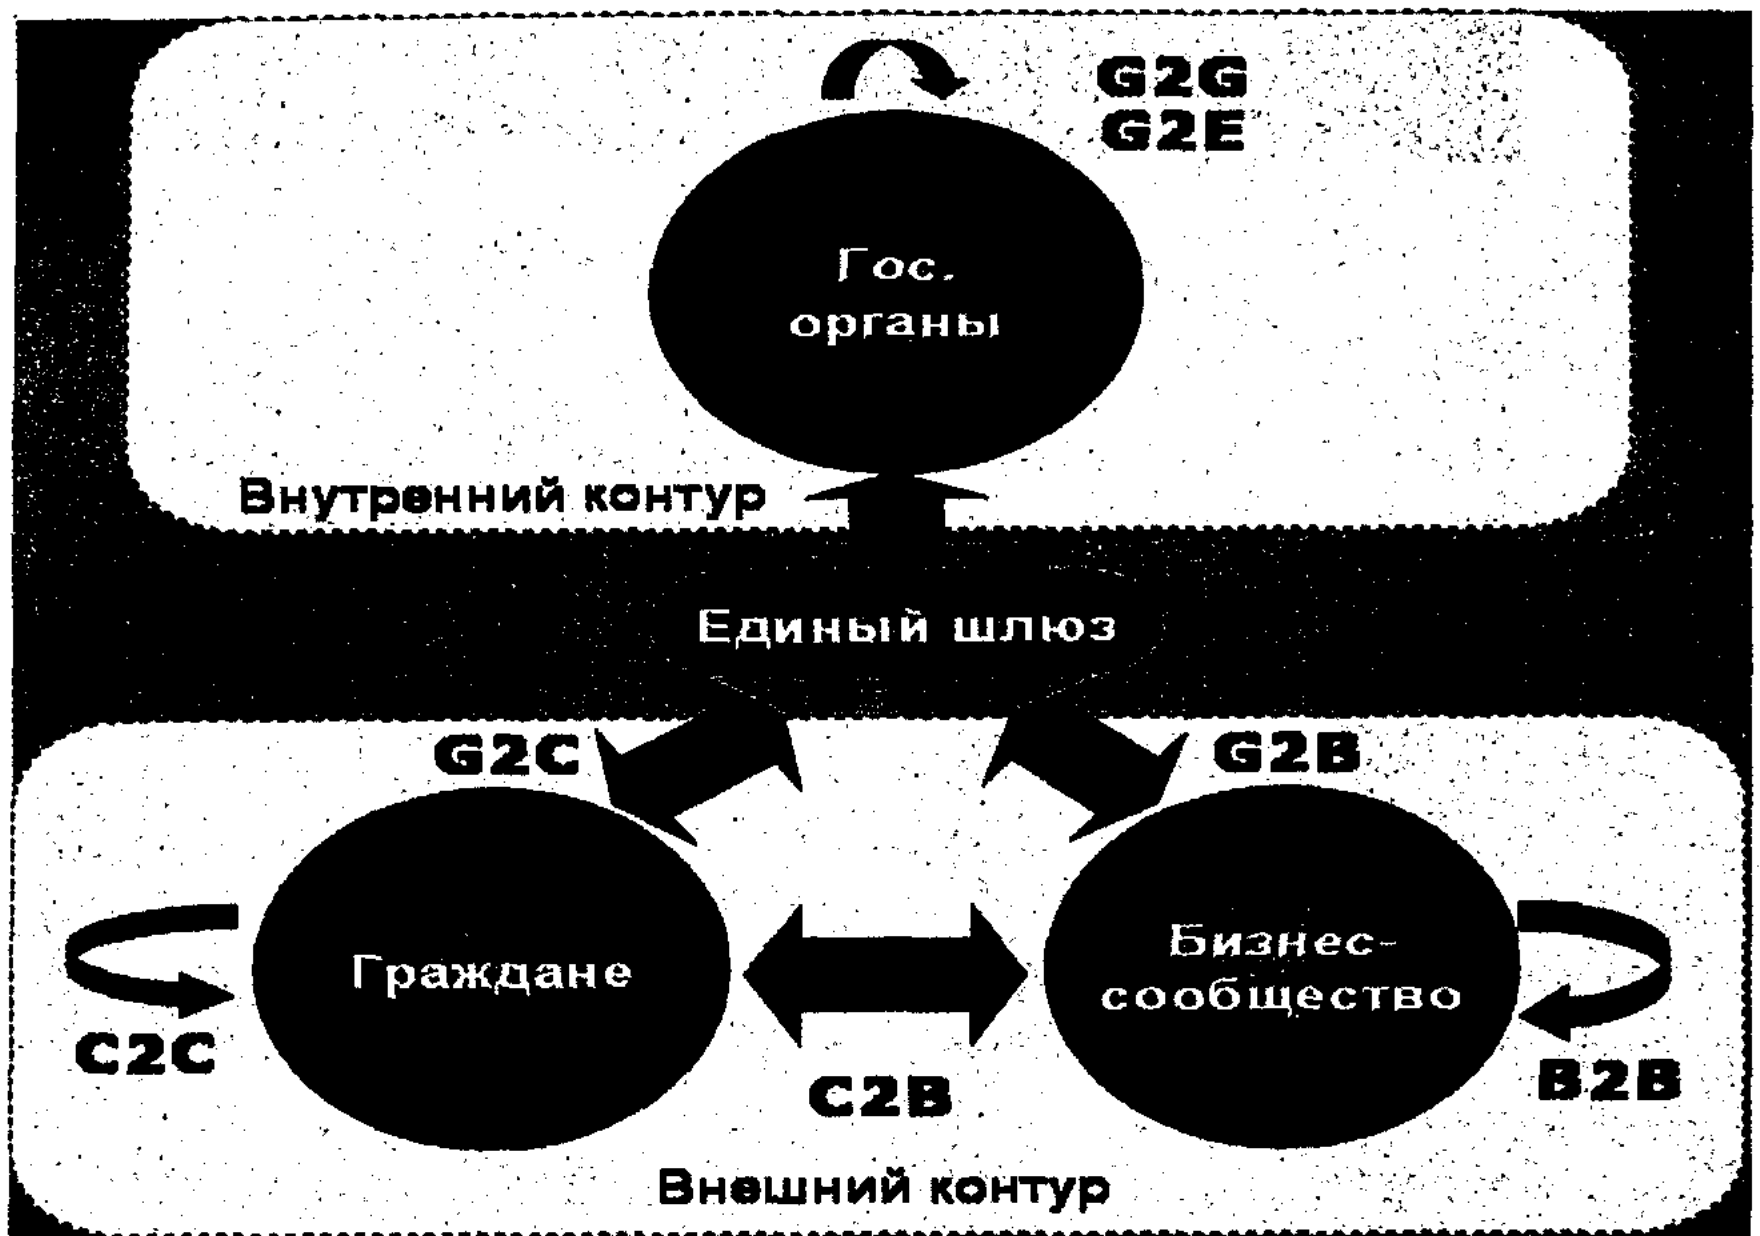 G2G
G2E
Гос.
органы
Внутренний контур
Единый шлюз
G2C
G2B
Граждане
Бизнес-
сообщество
C2C
C2B
B2B
Внешний контур